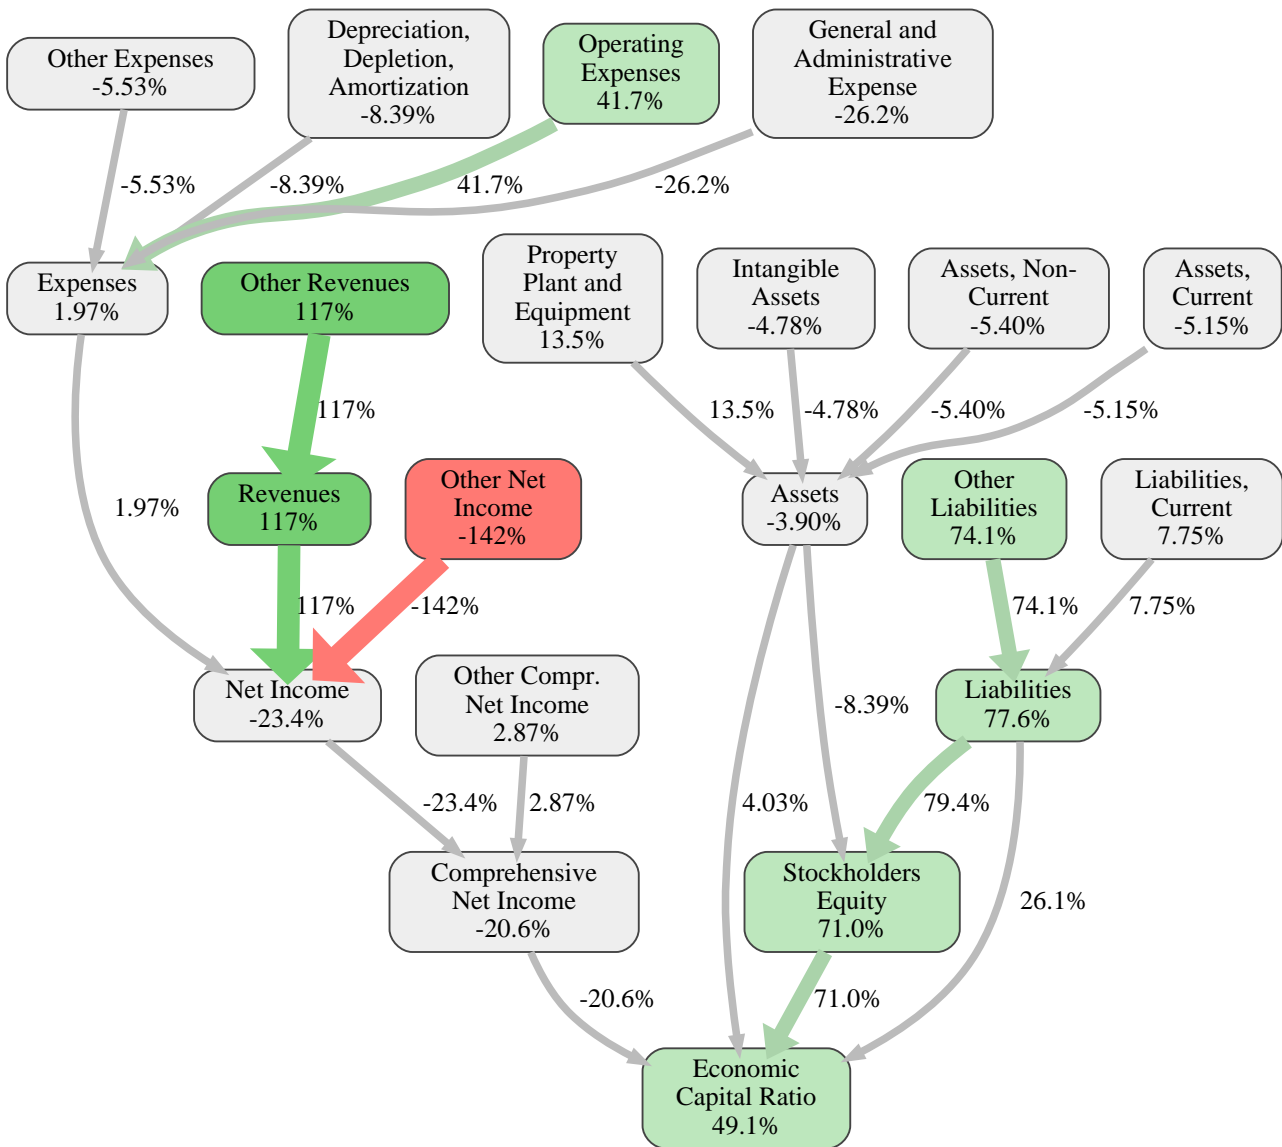 Other Expenses
-5.53%
Depreciation,
Depletion,
Amortization
-8.39%
Operating
Expenses
41.7%
General and
Administrative
Expense
-26.2%
-5.53%
-8.39%
41.7%
-26.2%
Expenses
1.97%
Other Revenues
117%
Property
Plant and
Equipment
13.5%
Intangible
Assets
-4.78%
Assets, Non-
Current
-5.40%
Assets,
Current
-5.15%
117%
13.5%
-4.78%
-5.40%
-5.15%
1.97%
Revenues
117%
Other Net
Income
-142%
Assets
-3.90%
Other
Liabilities
74.1%
Liabilities,
Current
7.75%
117%
-142%
74.1%
7.75%
Net Income
-23.4%
Other Compr.
Net Income
2.87%
-8.39%
Liabilities
77.6%
-23.4%
2.87%
4.03%
79.4%
Comprehensive
Net Income
-20.6%
Stockholders
Equity
71.0%
26.1%
-20.6%
71.0%
Economic
Capital Ratio
49.1%